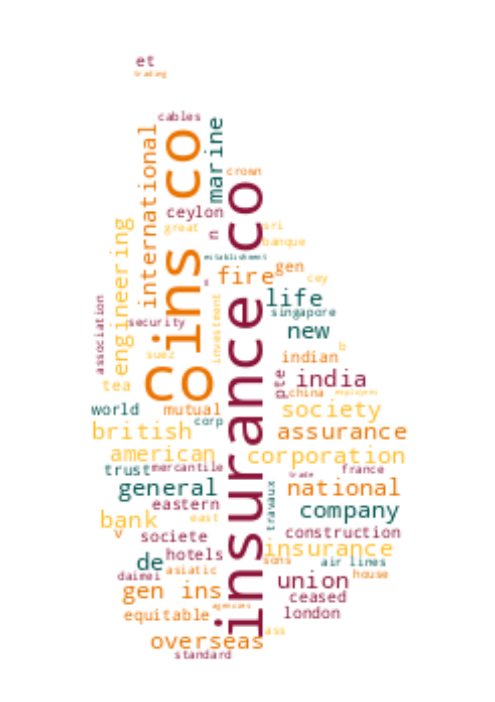 et
trading
cables
international
ins co
marine
crown
ceylon
great
n
sri
banque
engineering
establishment
fire
gen
cey
insurance co
life
singapore
association
security
investment
new
suez
indian
b
co
tea
pte
india
china
employees
world
mutual
corp
society
british
assurance
american
corporation
trust
mercantile
trade
france
general
national
eastern
travaux
company
bank
east
v
societe
construction
insurance
de
hotels
sons
air lines
daimei
asiatic
union
house
gen ins
ceased
equitable
agencies
london
ass
overseas
standard